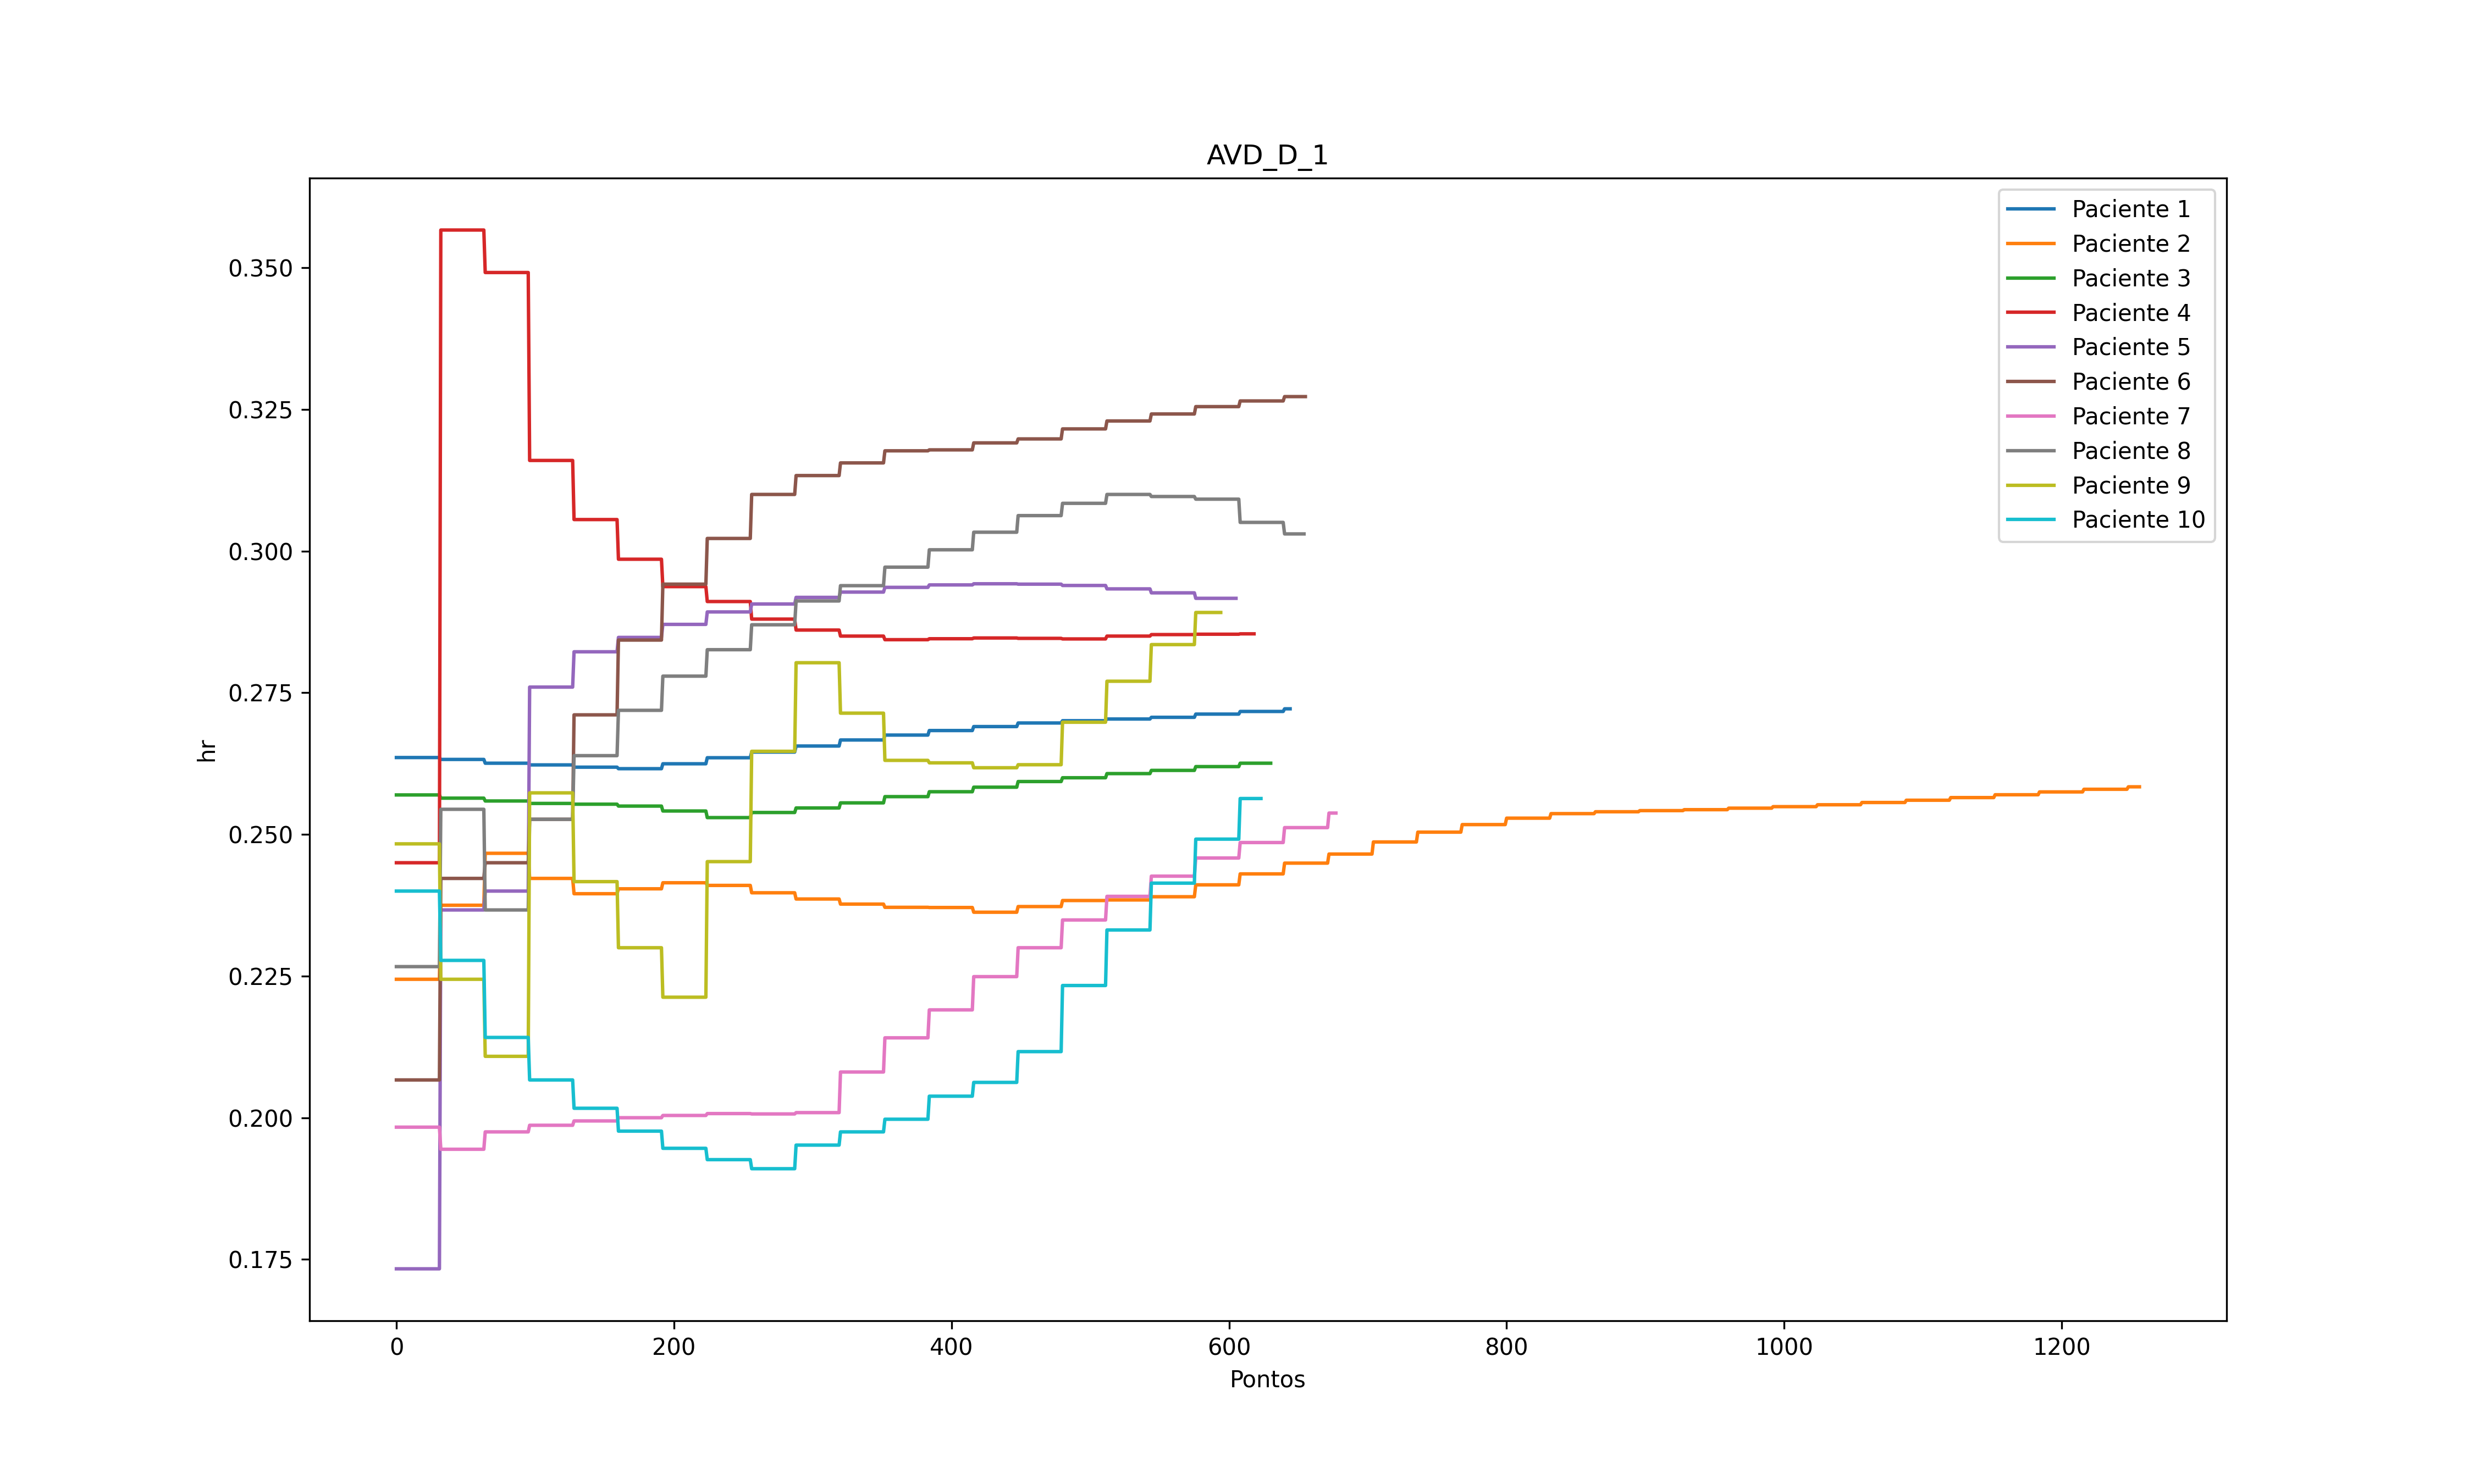 AVD_D_1
Paciente 1
Paciente 2
Paciente 3
Paciente 4
Paciente 5
Paciente 6
Paciente 7
Paciente 8
Paciente 9
Paciente 10
0.350
0.325
0.300
0.275
0.250
0.225
0.200
0.175
hr
0 200 400 600 800 1000 1200
Pontos